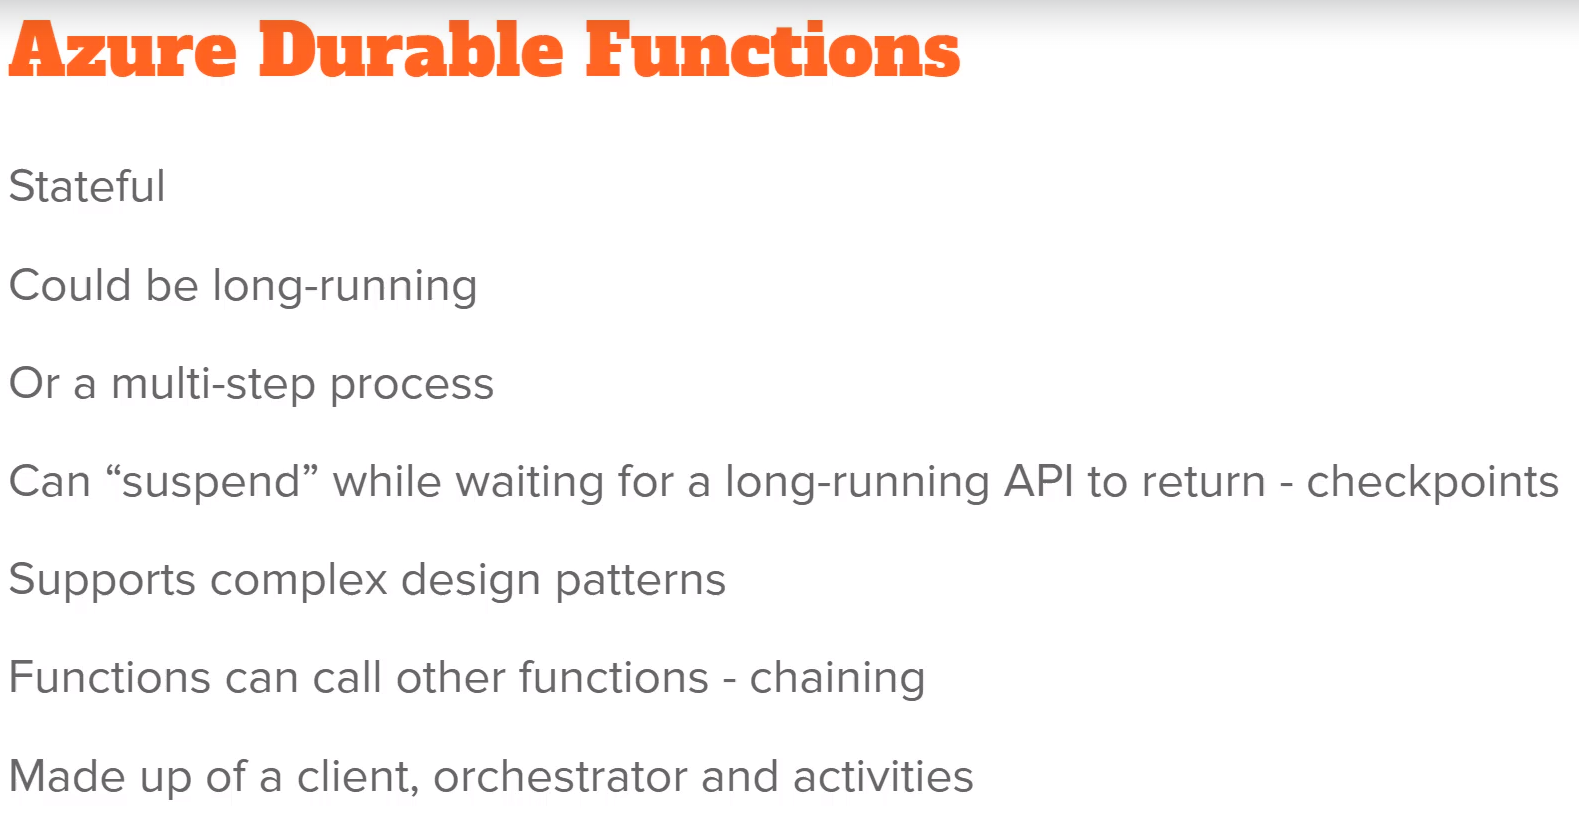 Azure Durable Functions
Stateful
Could be long-running
Or a multi-step process
Can “suspend” while waiting for a long-running API to return - checkpoints
Supports complex design patterns
Functions can call other functions - chaining
Made up of a client, orchestrator and activities